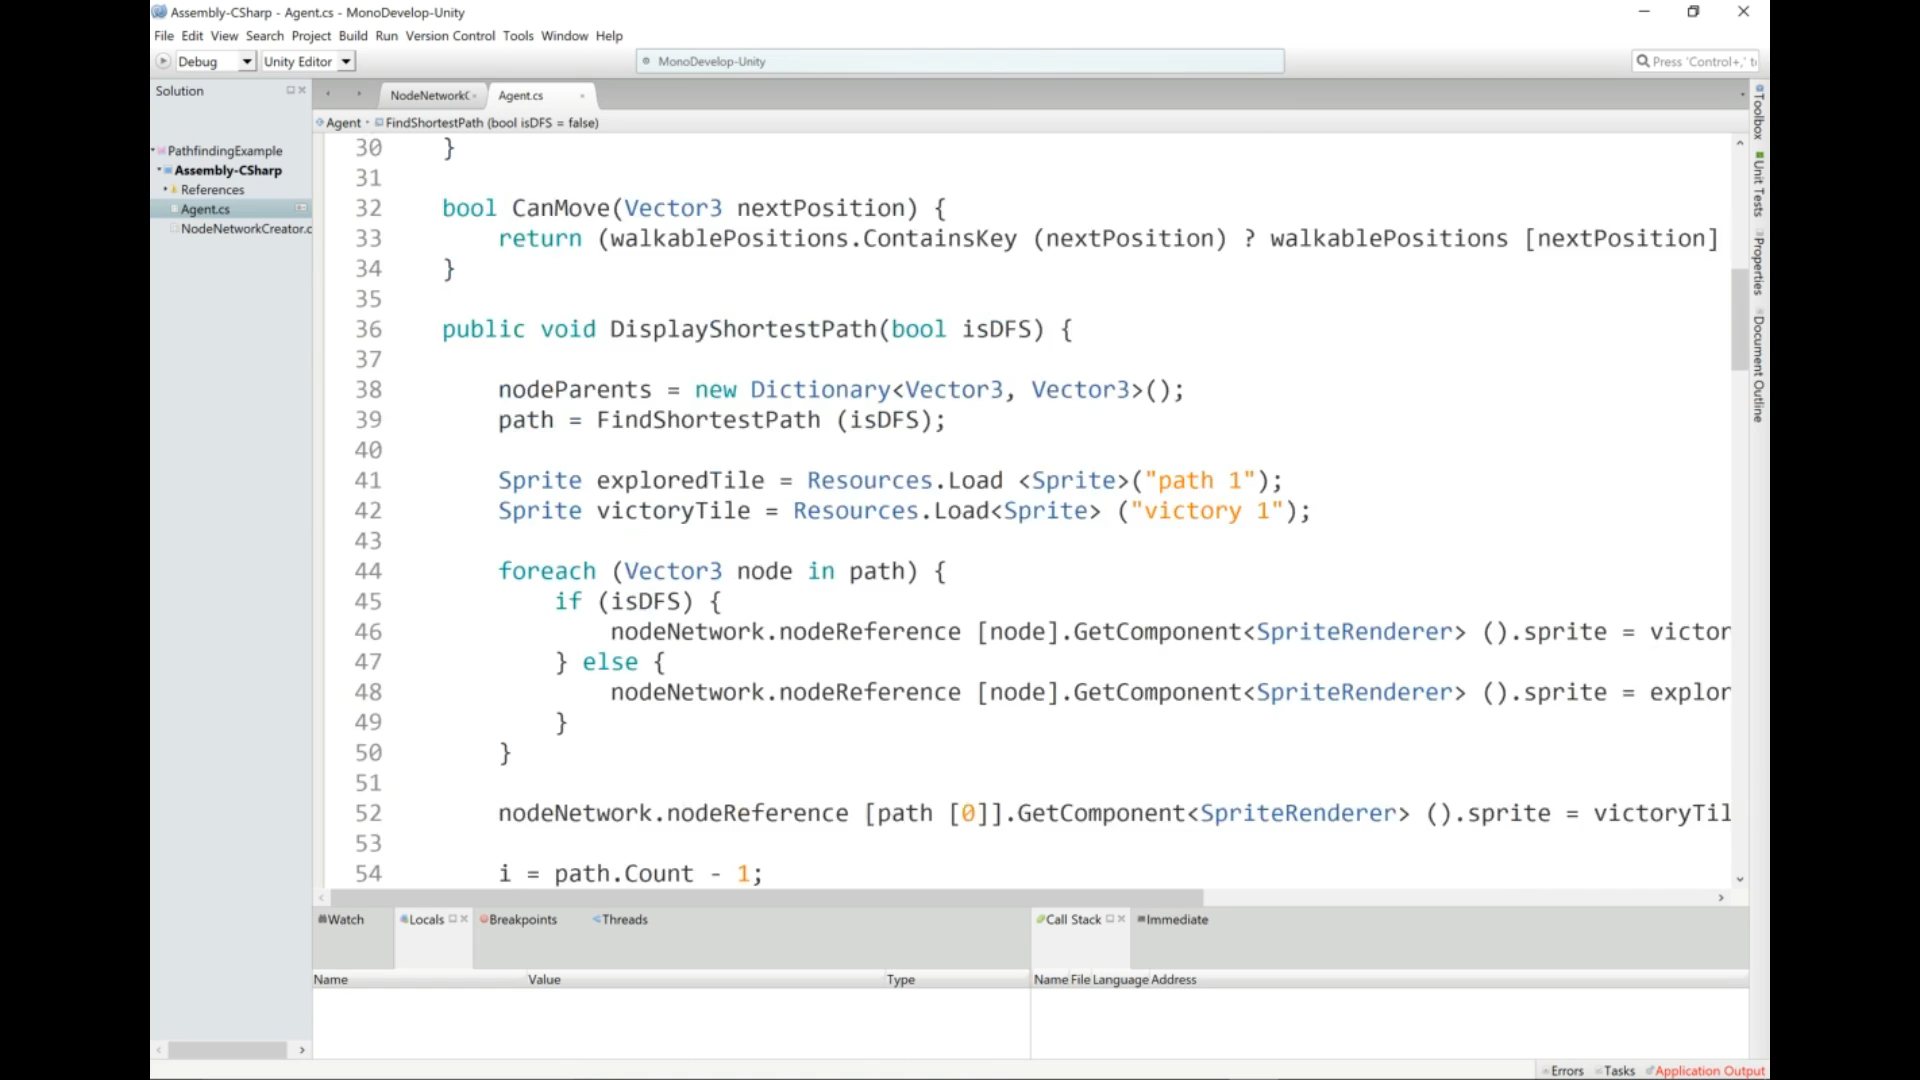 Assembly-CSharp - Agent.cs - MonoDevelop-Unity
File Edit View Search Project Build Run Version Control Tools Window Help
Debug Unity Editor MonoDevelop-Unity Press 'Control+,' t
Solution NodeNetworkC Agent.cs
Agent FindShortestPath (bool isDFS = false)
PathfindingExample
Assembly-CSharp
References
Agent.cs
NodeNetworkCreator.c
30 }
31
32 bool CanMove(Vector3 nextPosition) {
33 return (walkablePositions.ContainsKey (nextPosition) ? walkablePositions [nextPosition]
34 }
35
36 public void DisplayShortestPath(bool isDFS) {
37
38 nodeParents = new Dictionary<Vector3, Vector3>();
39 path = FindShortestPath (isDFS);
40
41 Sprite exploredTile = Resources.Load <Sprite>("path 1");
42 Sprite victoryTile = Resources.Load<Sprite> ("victory 1");
43
44 foreach (Vector3 node in path) {
45 if (isDFS) {
46 nodeNetwork.nodeReference [node].GetComponent<SpriteRenderer> ().sprite = victor
47 } else {
48 nodeNetwork.nodeReference [node].GetComponent<SpriteRenderer> ().sprite = explor
49 }
50 }
51
52 nodeNetwork.nodeReference [path [0]].GetComponent<SpriteRenderer> ().sprite = victoryTil
53
54 i = path.Count - 1;
Toolbox
Unit Tests
Properties
Document Outline
Watch Locals Breakpoints Threads Call Stack Immediate
Name Value Type Name File Language Address
Errors Tasks Application Output